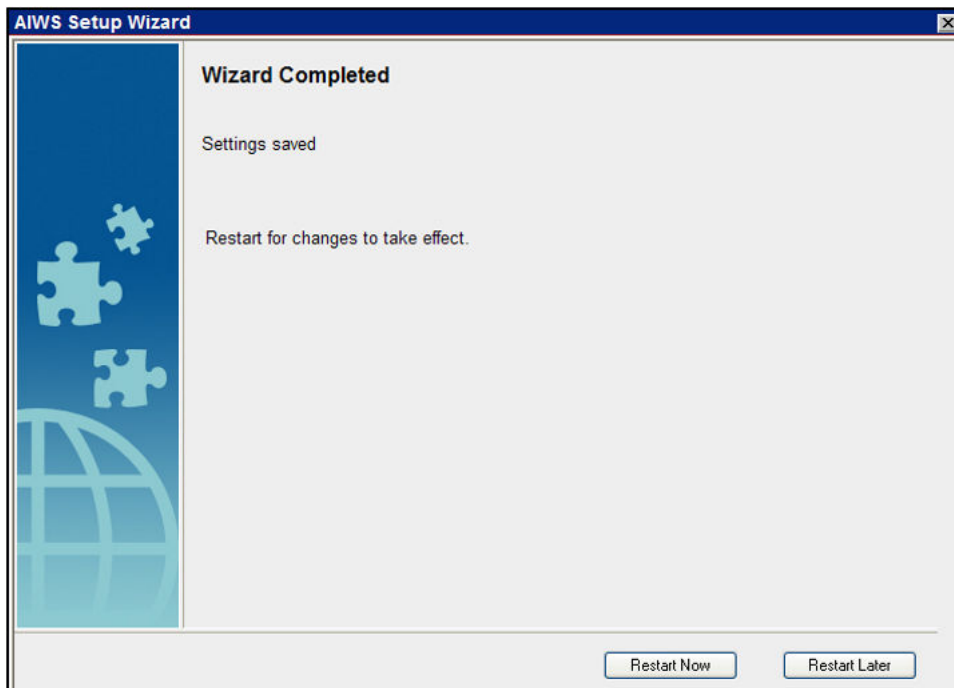 AIWS Setup Wizard
Wizard Completed
Settings saved
Restart for changes to take effect.
Restart Now
Restart Later